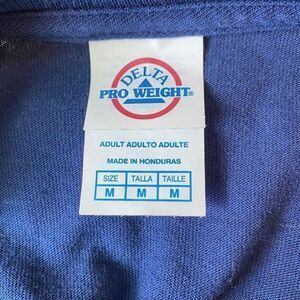 DELTA
PRO WEIGHT®
ADULT ADULTO ADULTE
MADE IN HONDURAS
SIZE TALLA TAILLE
M M M